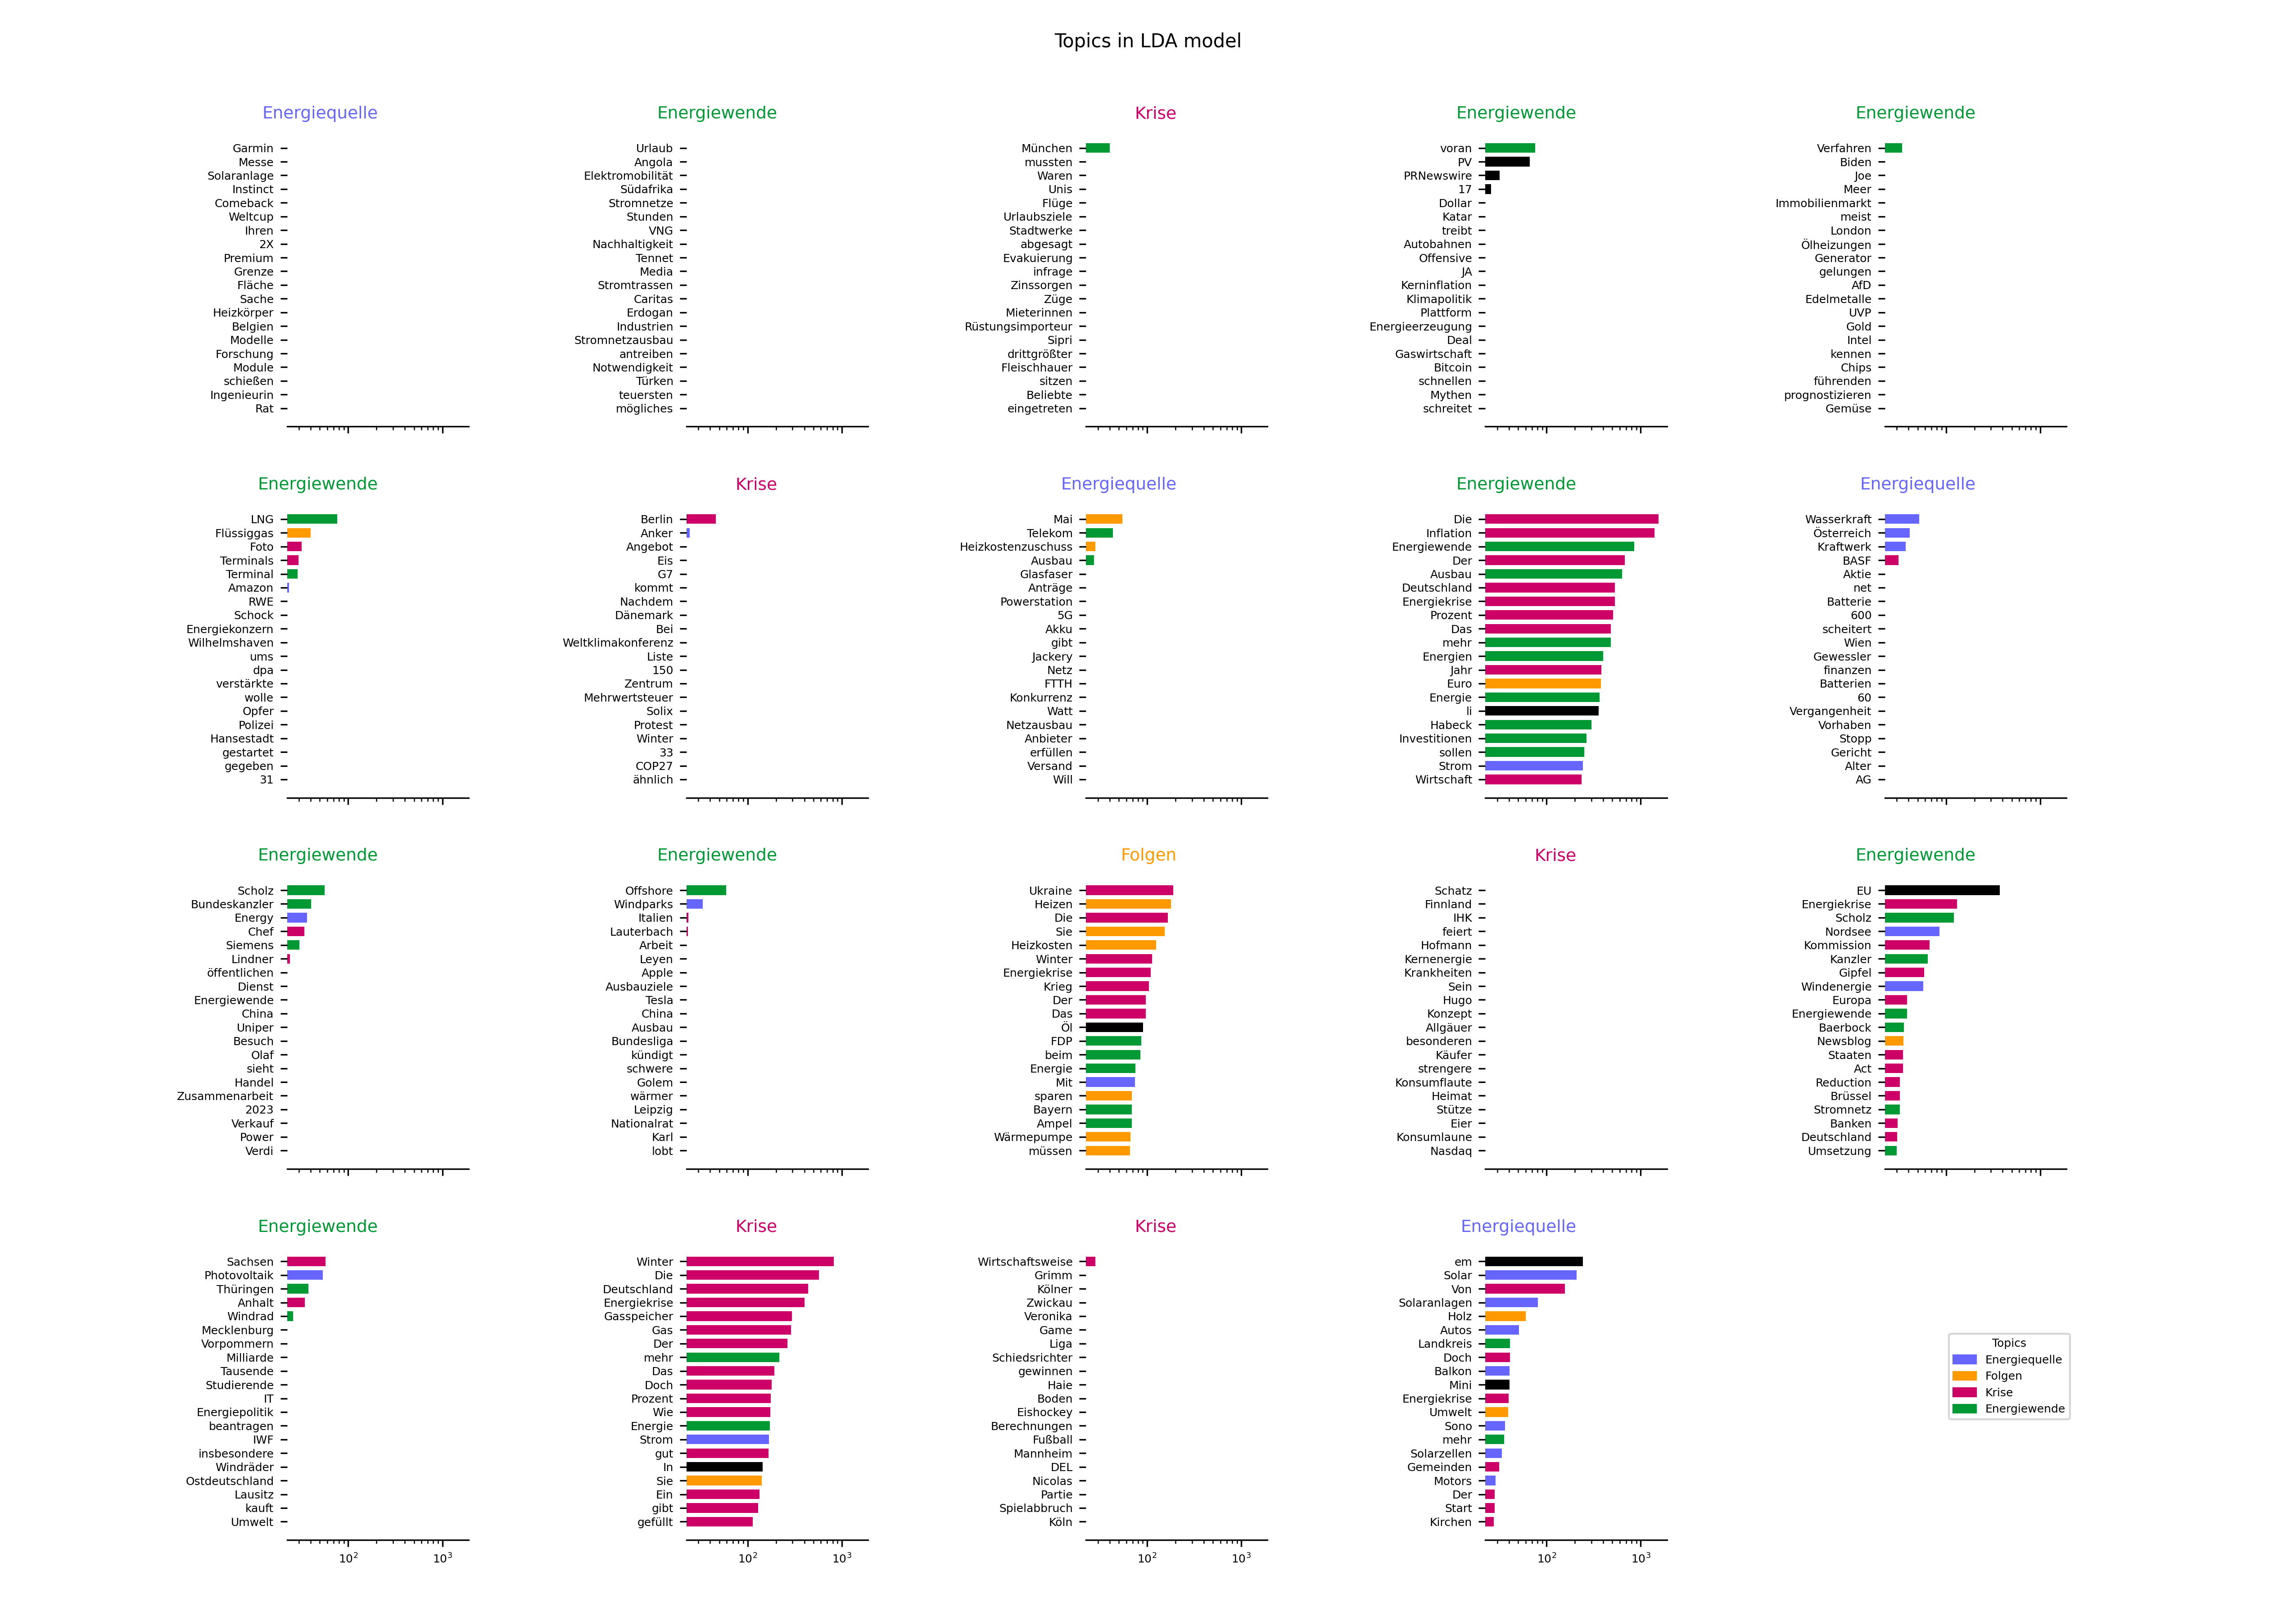 Topics in LDA model
Energiequelle
Garmin
Messe
Solaranlage
Instinct
Comeback
Weltcup
Ihren
2X
Premium
Grenze
Fläche
Sache
Heizkörper
Belgien
Modelle
Forschung
Module
schießen
Ingenieurin
Rat
Energiewende
Urlaub
Angola
Elektromobilität
Südafrika
Stromnetze
Stunden
VNG
Nachhaltigkeit
Tennet
Media
Stromtrassen
Caritas
Erdogan
Industrien
Stromnetzausbau
antreiben
Notwendigkeit
Türken
teuersten
mögliches
Krise
München
mussten
Waren
Unis
Flüge
Urlaubsziele
Stadtwerke
abgesagt
Evakuierung
infrage
Zinssorgen
Züge
Mieterinnen
Rüstungsimporteur
Sipri
drittgrößter
Fleischhauer
sitzen
Beliebte
eingetreten
Energiewende
voran
PV
PRNewswire
17
Dollar
Katar
treibt
Autobahnen
Offensive
JA
Kerninflation
Klimapolitik
Plattform
Energieerzeugung
Deal
Gaswirtschaft
Bitcoin
schnellen
Mythen
schreitet
Energiewende
Verfahren
Biden
Joe
Meer
Immobilienmarkt
meist
London
Ölheizungen
Generator
gelungen
AfD
Edelmetalle
UVP
Gold
Intel
kennen
Chips
führenden
prognostizieren
Gemüse
Energiewende
LNG
Flüssiggas
Foto
Terminals
Terminal
Amazon
RWE
Schock
Energiekonzern
Wilhelmshaven
ums
dpa
verstärkte
wolle
Opfer
Polizei
Hansestadt
gestartet
gegeben
31
Krise
Berlin
Anker
Angebot
Eis
G7
kommt
Nachdem
Dänemark
Bei
Weltklimakonferenz
Liste
150
Zentrum
Mehrwertsteuer
Solix
Protest
Winter
33
COP27
ähnlich
Energiequelle
Mai
Telekom
Heizkostenzuschuss
Ausbau
Glasfaser
Anträge
Powerstation
5G
Akku
gibt
Jackery
Netz
FTTH
Konkurrenz
Watt
Netzausbau
Anbieter
erfüllen
Versand
Will
Energiewende
Die
Inflation
Energiewende
Der
Ausbau
Deutschland
Energiekrise
Prozent
Das
mehr
Energien
Jahr
Euro
Energie
li
Habeck
Investitionen
sollen
Strom
Wirtschaft
Energiequelle
Wasserkraft
Österreich
Kraftwerk
BASF
Aktie
net
Batterie
600
scheitert
Wien
Gewessler
finanzen
Batterien
60
Vergangenheit
Vorhaben
Stopp
Gericht
Alter
AG
Energiewende
Scholz
Bundeskanzler
Energy
Chef
Siemens
Lindner
öffentlichen
Dienst
Energiewende
China
Uniper
Besuch
Olaf
sieht
Handel
Zusammenarbeit
2023
Verkauf
Power
Verdi
Energiewende
Offshore
Windparks
Italien
Lauterbach
Arbeit
Leyen
Apple
Ausbauziele
Tesla
China
Ausbau
Bundesliga
kündigt
schwere
Golem
wärmer
Leipzig
Nationalrat
Karl
lobt
Folgen
Ukraine
Heizen
Die
Sie
Heizkosten
Winter
Energiekrise
Krieg
Der
Das
Öl
FDP
beim
Energie
Mit
sparen
Bayern
Ampel
Wärmepumpe
müssen
Krise
Schatz
Finnland
IHK
feiert
Hofmann
Kernenergie
Krankheiten
Sein
Hugo
Konzept
Allgäuer
besonderen
Käufer
strengere
Konsumflaute
Heimat
Stütze
Eier
Konsumlaune
Nasdaq
Energiewende
EU
Energiekrise
Scholz
Nordsee
Kommission
Kanzler
Gipfel
Windenergie
Europa
Energiewende
Baerbock
Newsblog
Staaten
Act
Reduction
Brüssel
Stromnetz
Banken
Deutschland
Umsetzung
Energiewende
Sachsen
Photovoltaik
Thüringen
Anhalt
Windrad
Mecklenburg
Vorpommern
Milliarde
Tausende
Studierende
IT
Energiepolitik
beantragen
IWF
insbesondere
Windräder
Ostdeutschland
Lausitz
kauft
Umwelt
10² 10³
Krise
Winter
Die
Deutschland
Energiekrise
Gasspeicher
Gas
Der
mehr
Das
Doch
Prozent
Wie
Energie
Strom
gut
In
Sie
Ein
gibt
gefüllt
10² 10³
Krise
Wirtschaftsweise
Grimm
Kölner
Zwickau
Veronika
Game
Liga
Schiedsrichter
gewinnen
Haie
Boden
Eishockey
Berechnungen
Fußball
Mannheim
DEL
Nicolas
Partie
Spielabbruch
Köln
10² 10³
Energiequelle
em
Solar
Von
Solaranlagen
Holz
Autos
Landkreis
Doch
Balkon
Mini
Energiekrise
Umwelt
Sono
mehr
Solarzellen
Gemeinden
Motors
Der
Start
Kirchen
10² 10³
Topics
Energiequelle
Folgen
Krise
Energiewende